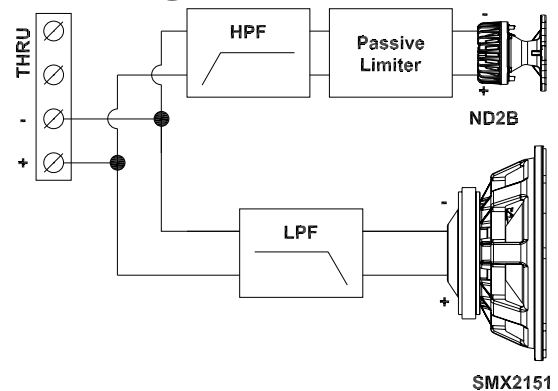 THRU
-
+
HPF
Passive
Limiter
-
+
ND2B
LPF
-
+
SMX2151